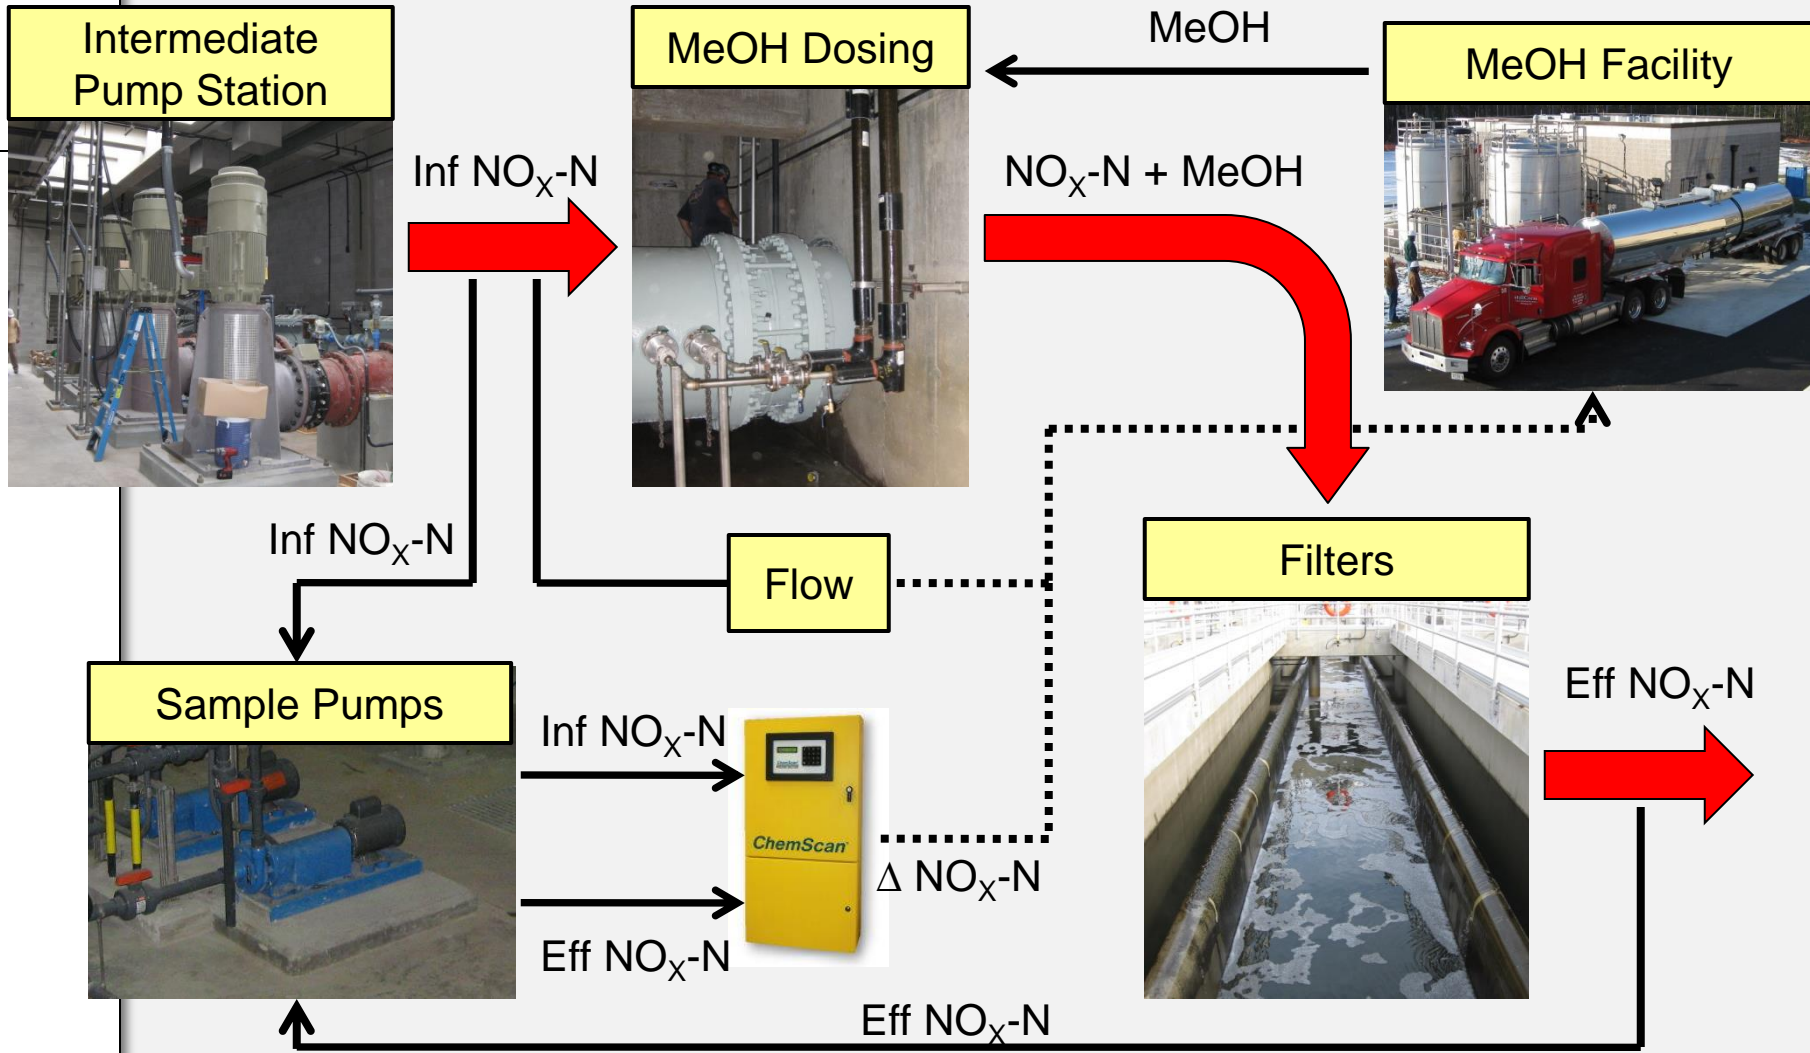 Intermediate
Pump Station
MeOH Dosing
MeOH
MeOH Facility
Inf NOX-N
NOX-N + MeOH
Inf NOX-N
Flow
Filters
Sample Pumps
Inf NOX-N
Eff NOX-N
ChemScan
Δ NOX-N
Eff NOX-N
Eff NOX-N